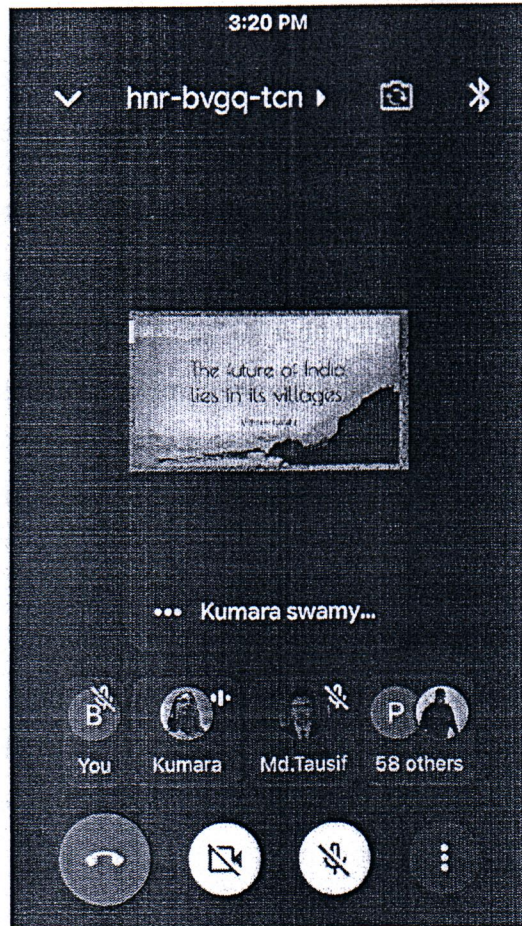 3:20 PM
hnr-bvgq-tcn
The future of India
lies in its villages
Kumara swamy...
B
P
You
Kumara
Md.Tausif
58 others